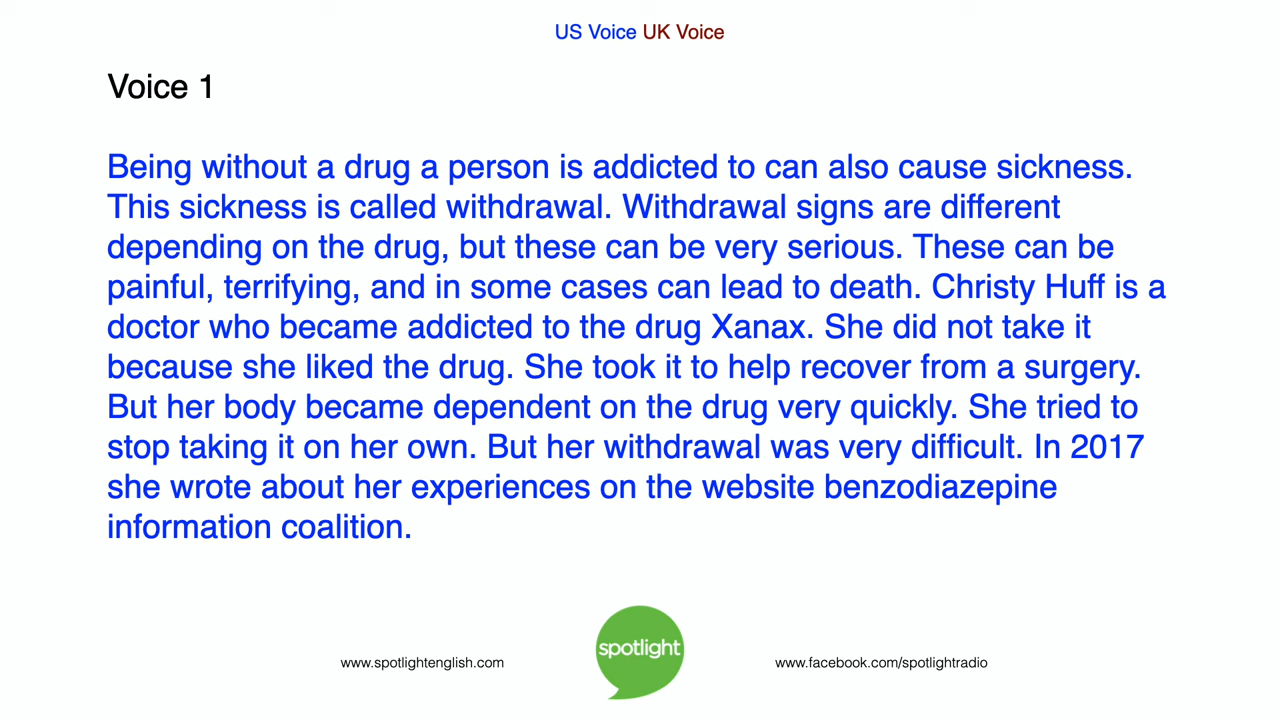 US Voice UK Voice
Voice 1
Being without a drug a person is addicted to can also cause sickness.
This sickness is called withdrawal. Withdrawal signs are different
depending on the drug, but these can be very serious. These can be
painful, terrifying, and in some cases can lead to death. Christy Huff is a
doctor who became addicted to the drug Xanax. She did not take it
because she liked the drug. She took it to help recover from a surgery.
But her body became dependent on the drug very quickly. She tried to
stop taking it on her own. But her withdrawal was very difficult. In 2017
she wrote about her experiences on the website benzodiazepine
information coalition.
www.spotlightenglish.com
spotlight
www.facebook.com/spotlightradio